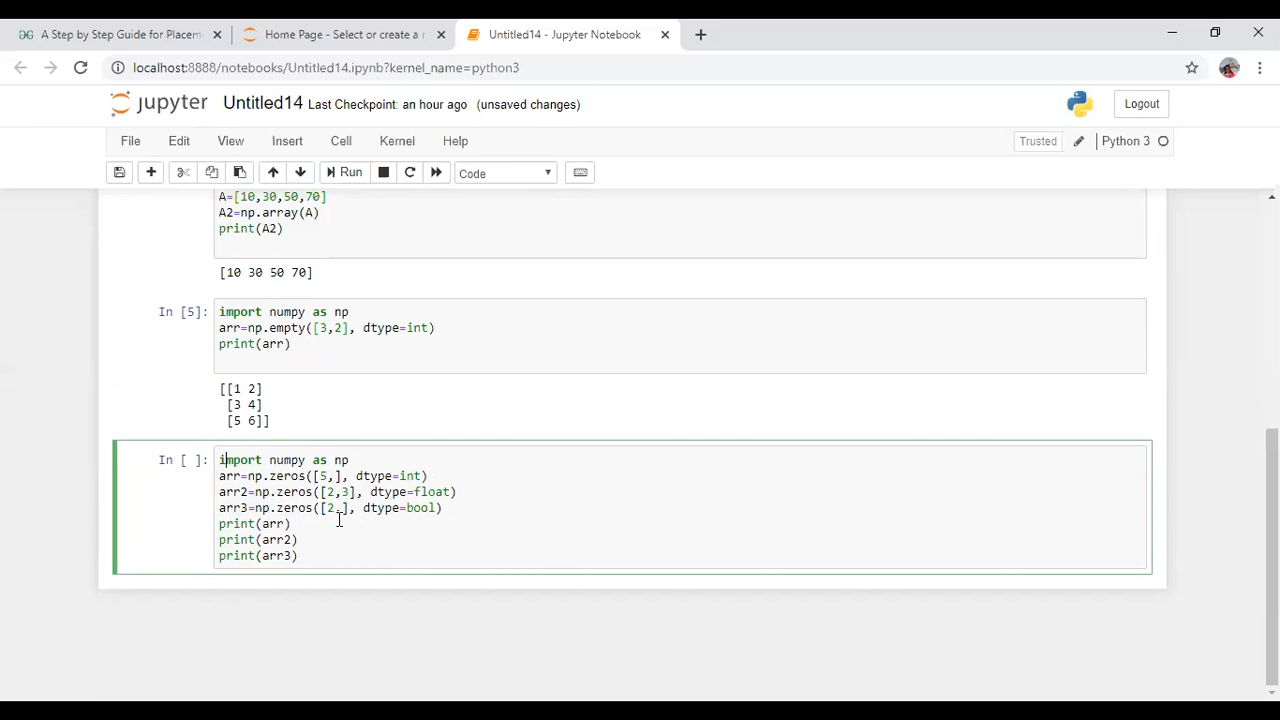 A Step by Step Guide for Placem
Home Page - Select or create a n
Untitled14 - Jupyter Notebook
localhost:8888/notebooks/Untitled14.ipynb?kernel_name=python3
jupyter Untitled14 Last Checkpoint: an hour ago (unsaved changes)
Logout
File Edit View Insert Cell Kernel Help
Trusted
Python 3
Run
Code
A=[10,30,50,70]
A2=np.array(A)
print(A2)
[10 30 50 70]
In [5]:
import numpy as np
arr=np.empty([3,2], dtype=int)
print(arr)
[[1 2]
[3 4]
[5 6]]
In [ ]:
import numpy as np
arr=np.zeros([5,], dtype=int)
arr2=np.zeros([2,3], dtype=float)
arr3=np.zeros([2,], dtype=bool)
print(arr)
print(arr2)
print(arr3)